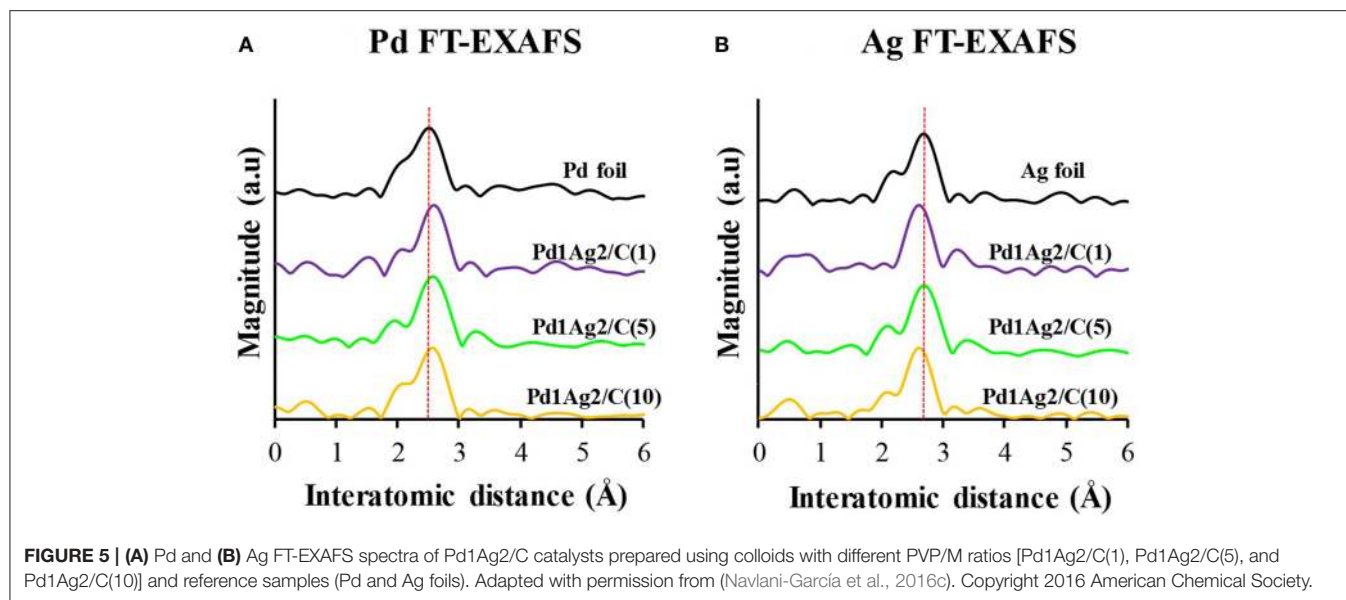 A
Pd FT-EXAFS
Magnitude (a.u)
Pd foil
Pd1Ag2/C(1)
Pd1Ag2/C(5)
Pd1Ag2/C(10)
0 1 2 3 4 5 6
Interatomic distance (Å)
B
Ag FT-EXAFS
Magnitude (a.u)
Ag foil
Pd1Ag2/C(1)
Pd1Ag2/C(5)
Pd1Ag2/C(10)
0 1 2 3 4 5 6
Interatomic distance (Å)
FIGURE 5 | (A) Pd and (B) Ag FT-EXAFS spectra of Pd1Ag2/C catalysts prepared using colloids with different PVP/M ratios [Pd1Ag2/C(1), Pd1Ag2/C(5), and
Pd1Ag2/C(10)] and reference samples (Pd and Ag foils). Adapted with permission from (Navlani-García et al., 2016c). Copyright 2016 American Chemical Society.